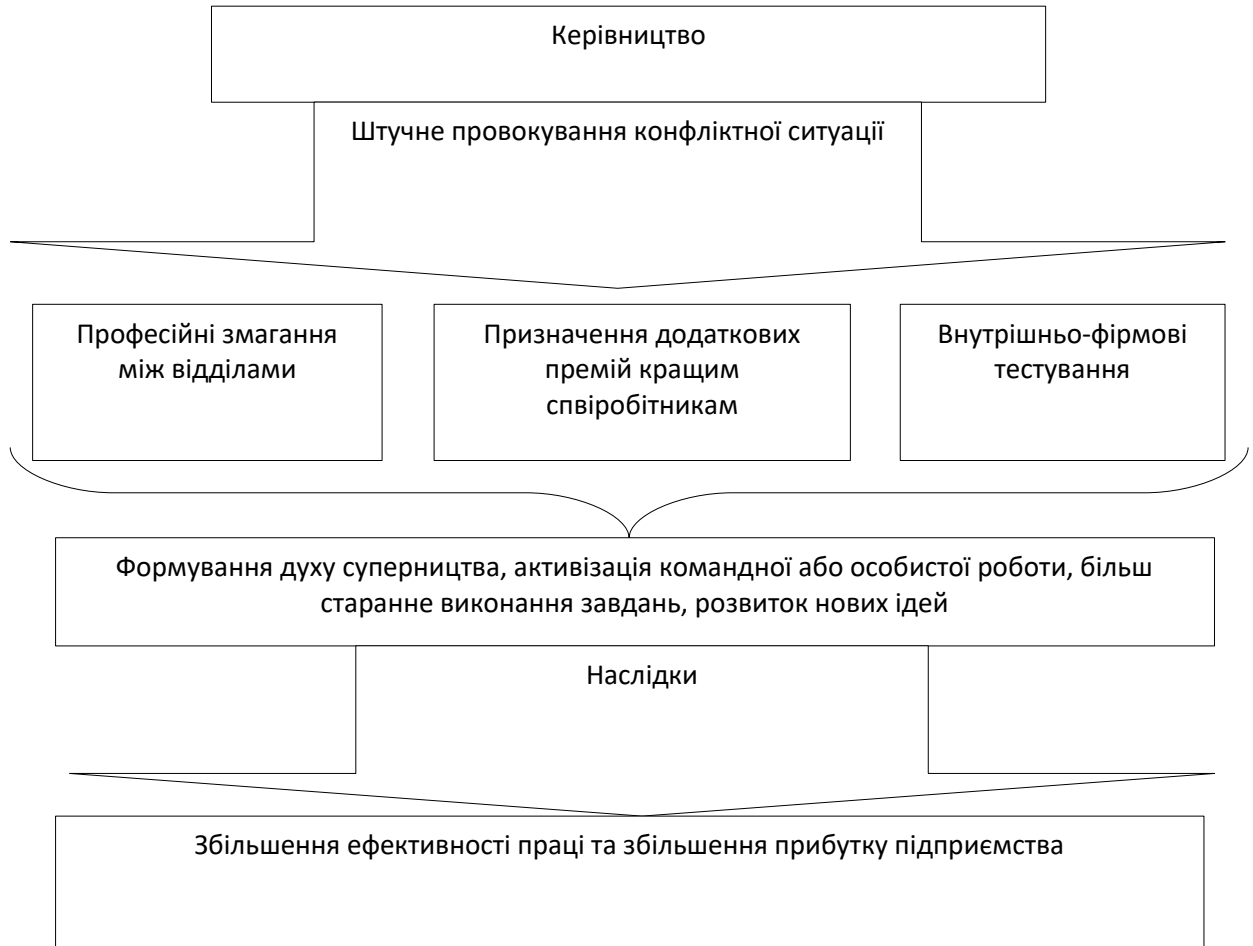 Керівництво
Штучне провокування конфліктної ситуації
Професійні змагання
між відділами
Призначення додаткових
премій кращим
спвіробітникам
Внутрішньо-фірмові
тестування
Формування духу суперництва, активізація командної або особистої роботи, більш
старанне виконання завдань, розвиток нових ідей
Наслідки
Збільшення ефективності праці та збільшення прибутку підприємства